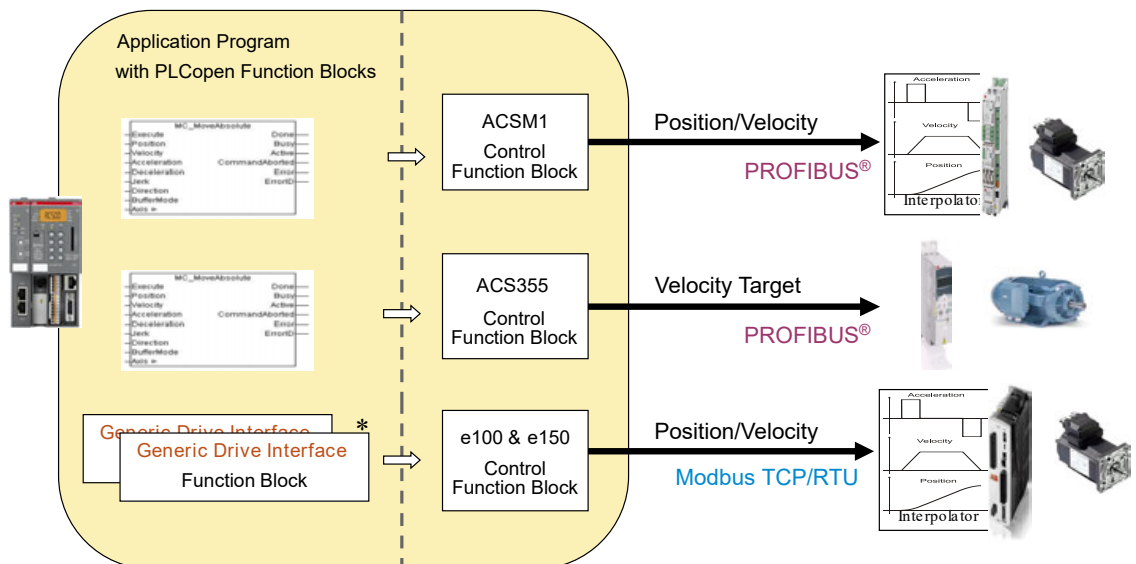 Application Program
with PLCopen Function Blocks
MC_MoveAbsolute
Execute Done
Position Busy
Velocity Active
Acceleration CommandAborted
Deceleration Error
Jerk ErrorID
Direction
BufferMode
Axis
ACSM1
Control
Function Block
Position/Velocity
PROFIBUS®
Acceleration
Velocity
Position
Interpolator
MC_MoveAbsolute
Execute Done
Position Busy
Velocity Active
Acceleration CommandAborted
Deceleration Error
Jerk ErrorID
Direction
BufferMode
Axis
ACS355
Control
Function Block
Velocity Target
PROFIBUS®
Generic Drive Interface *
Generic Drive Interface
Function Block
e100 & e150
Control
Function Block
Position/Velocity
Modbus TCP/RTU
Acceleration
Velocity
Position
Interpolator